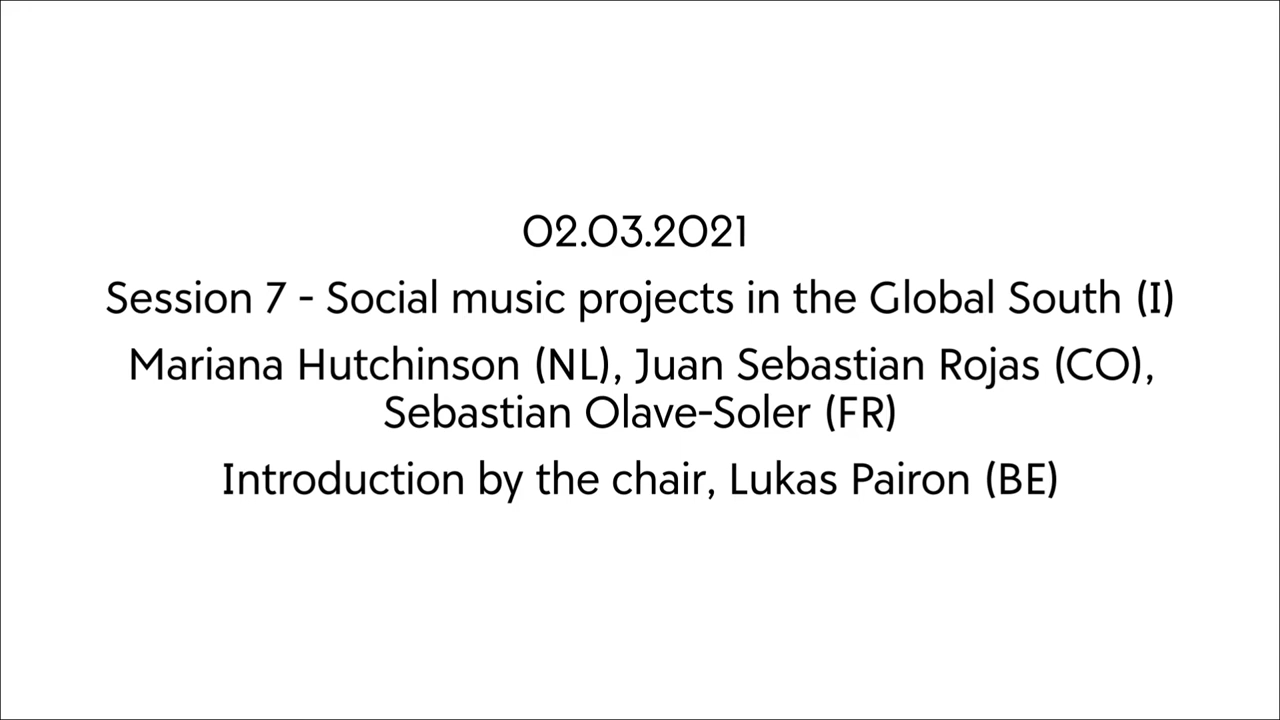 02.03.2021
Session 7 - Social music projects in the Global South (I)
Mariana Hutchinson (NL), Juan Sebastian Rojas (CO),
Sebastian Olave-Soler (FR)
Introduction by the chair, Lukas Pairon (BE)